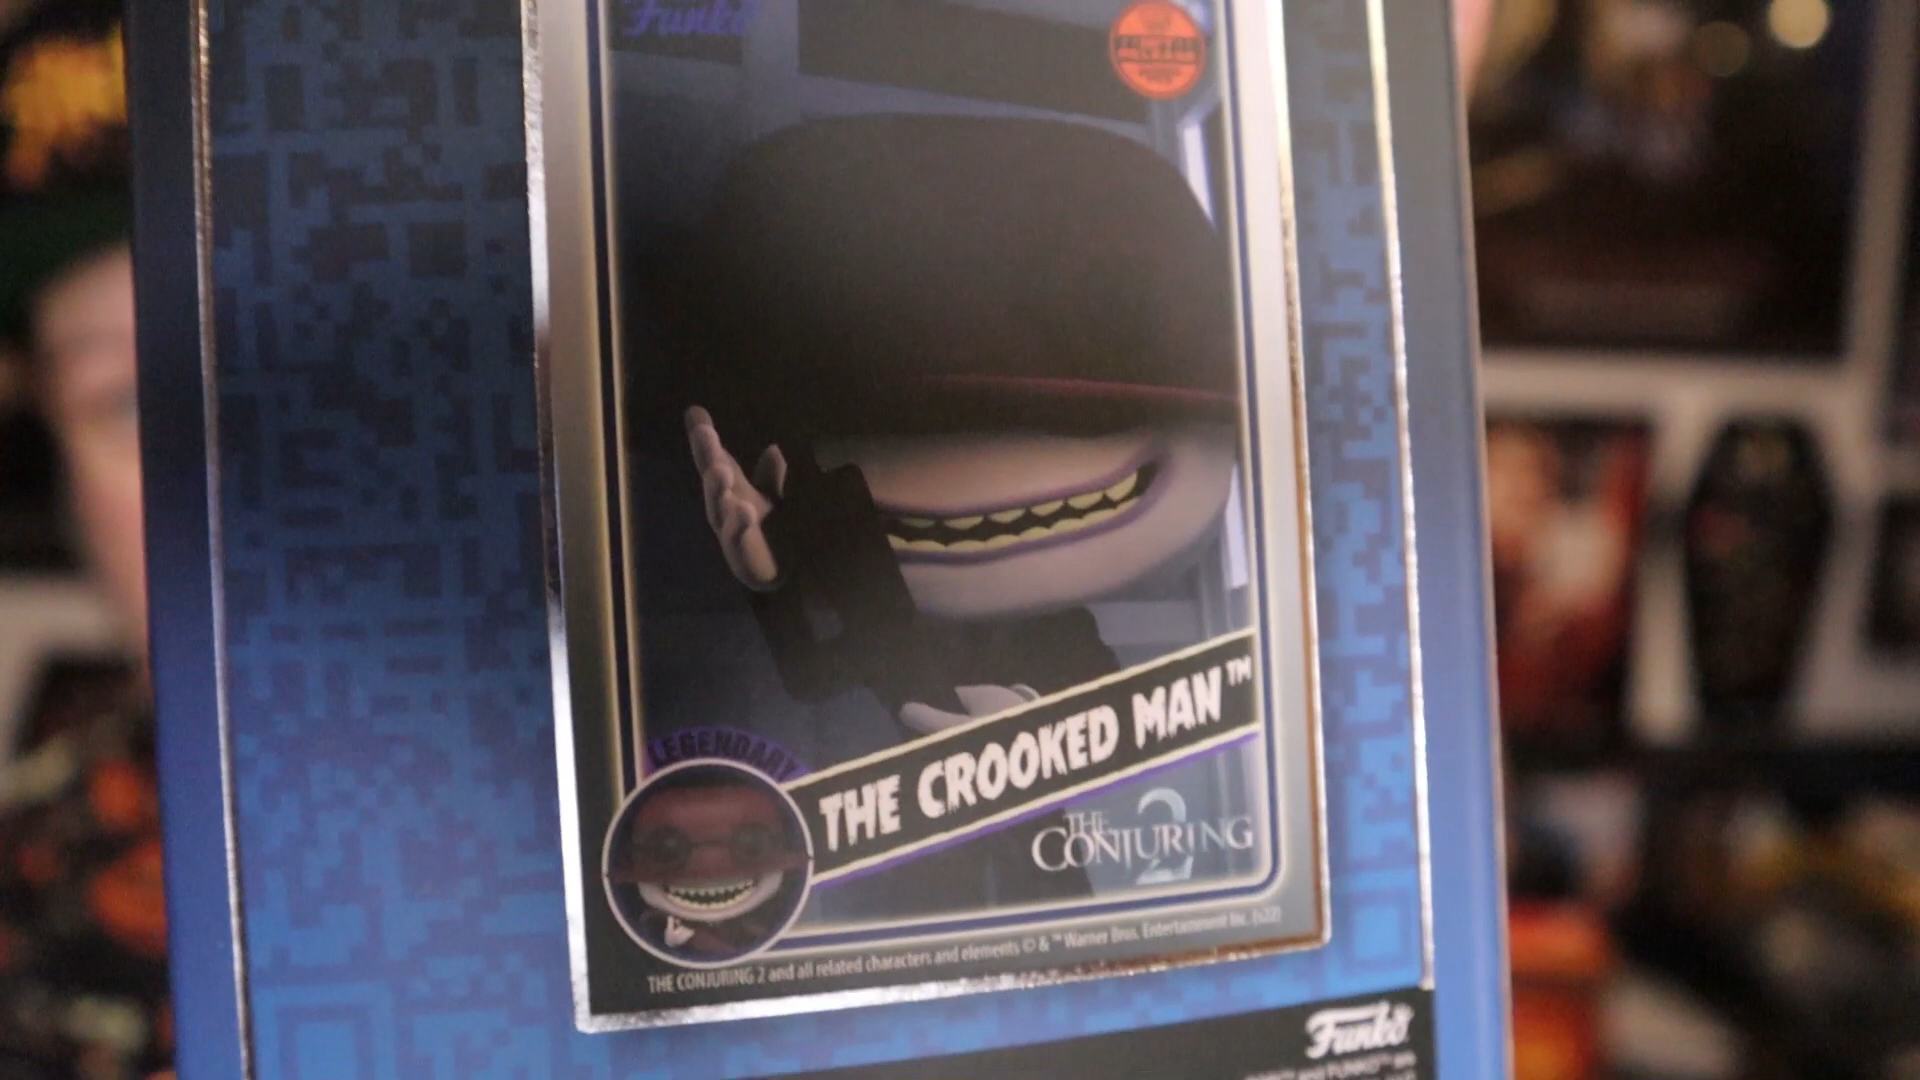 Funko
LEGENDARY
THE CROOKED MAN™
THE
CONJURING 2
THE CONJURING 2 and all related characters and elements © & ™ Warner Bros. Entertainment Inc. (s22)
Funko